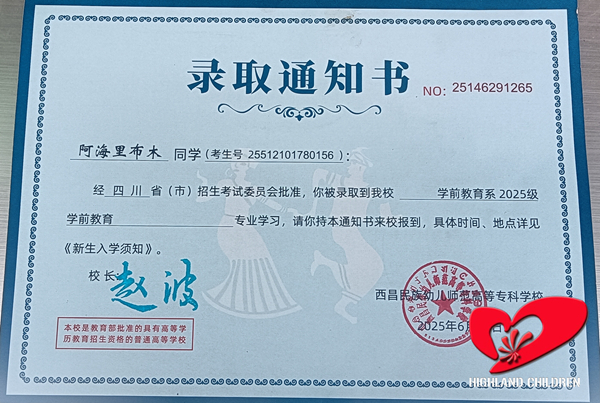 录取通知书
NO: 25146291265
阿海里布木 同学(考生号 25512101780156):
经 四川 省(市)招生考试委员会批准,你被录取到我校 学前教育系2025级
学前教育 专业学习,请你持本通知书来校报到,具体时间、地点详见
《新生入学须知》。
校长 赵波
西昌民族幼儿师范高等专科学校
2025年6月 日
本校是教育部批准的具有高等学
历教育招生资格的普通高等学校
HIGHLAND CHILDREN